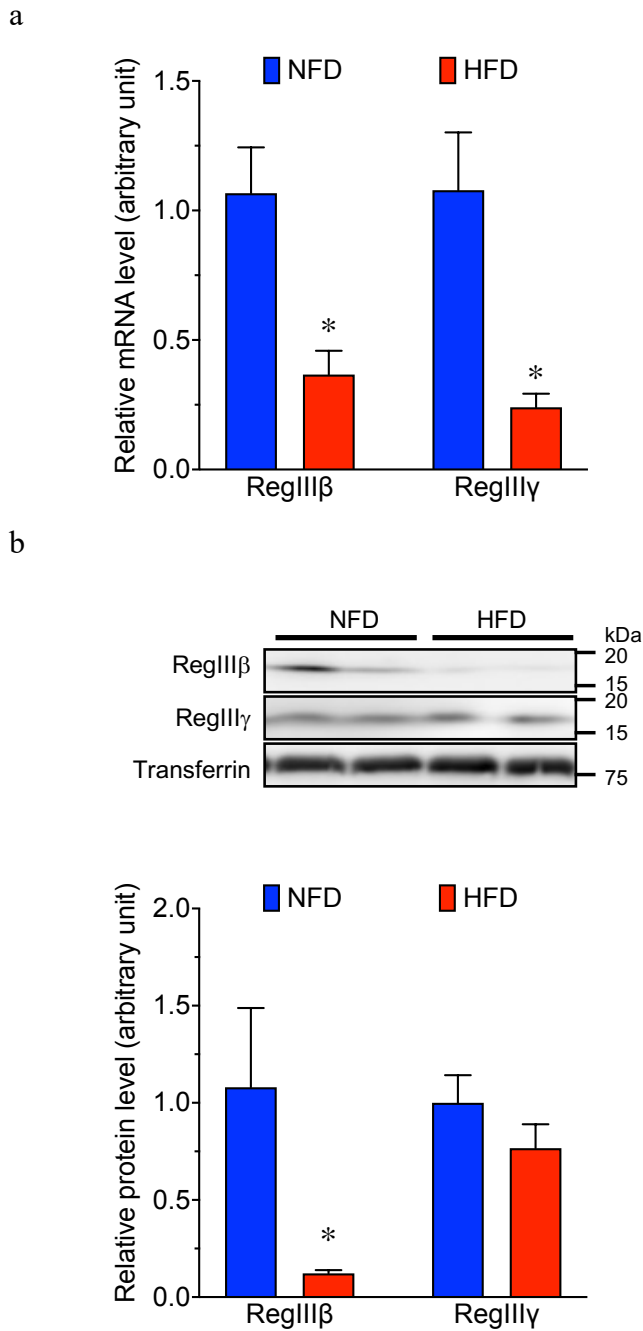 a
NFD HFD
Relative mRNA level (arbitrary unit)
1.5
1.0
0.5
0.0
*
*
RegIIIβ RegIIIγ
b
NFD HFD kDa
RegIIIβ 20
15
RegIIIγ 20
15
Transferrin 75
NFD HFD
Relative protein level (arbitrary unit)
2.0
1.5
1.0
0.5
0.0
*
RegIIIβ RegIIIγ